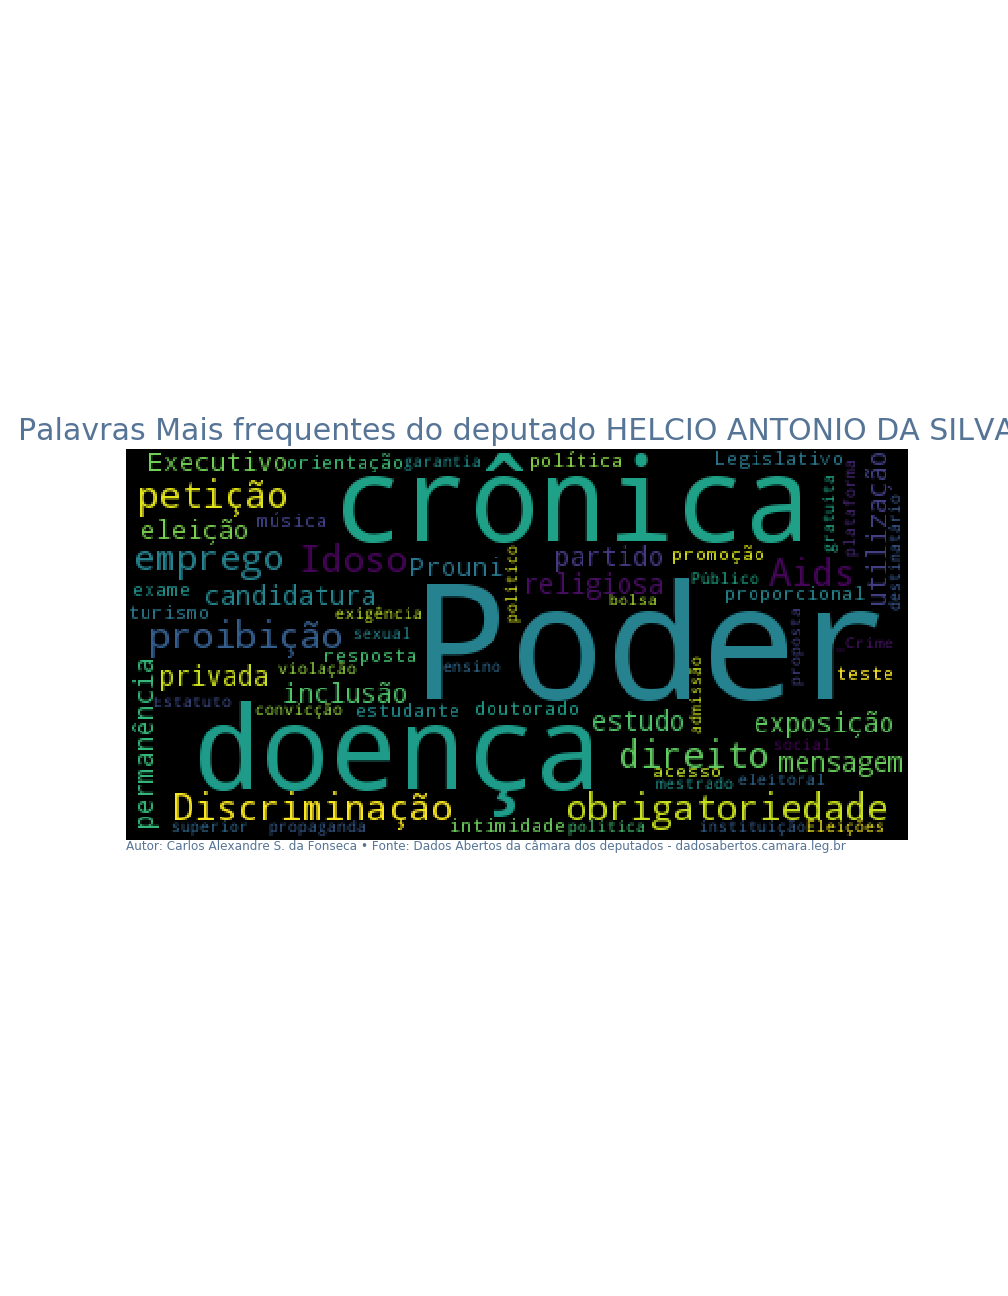 Palavras Mais frequentes do deputado HELCIO ANTONIO DA SILVA
Executivo
orientação
garantia
política
Legislativo
crônica
petição
eleição
música
gratuita
plataforma
utilização
destinatário
emprego
Idoso
Prouni
político
partido
promoção
Aids
religiosa
Público
exame
candidatura
bolsa
proporcional
turismo
exigência
Poder
proibição
sexual
proposta
_Crime
resposta
privada
violação
ensino
admissão
teste
permanência
Estatuto
inclusão
convicção
estudante
doutorado
estudo
exposição
doença
direito
social
mensagem
acesso
mestrado
eleitoral
Discriminação
obrigatoriedade
superior
propaganda
intimidade
política
instituição
Eleições
Autor: Carlos Alexandre S. da Fonseca • Fonte: Dados Abertos da câmara dos deputados - dadosabertos.camara.leg.br